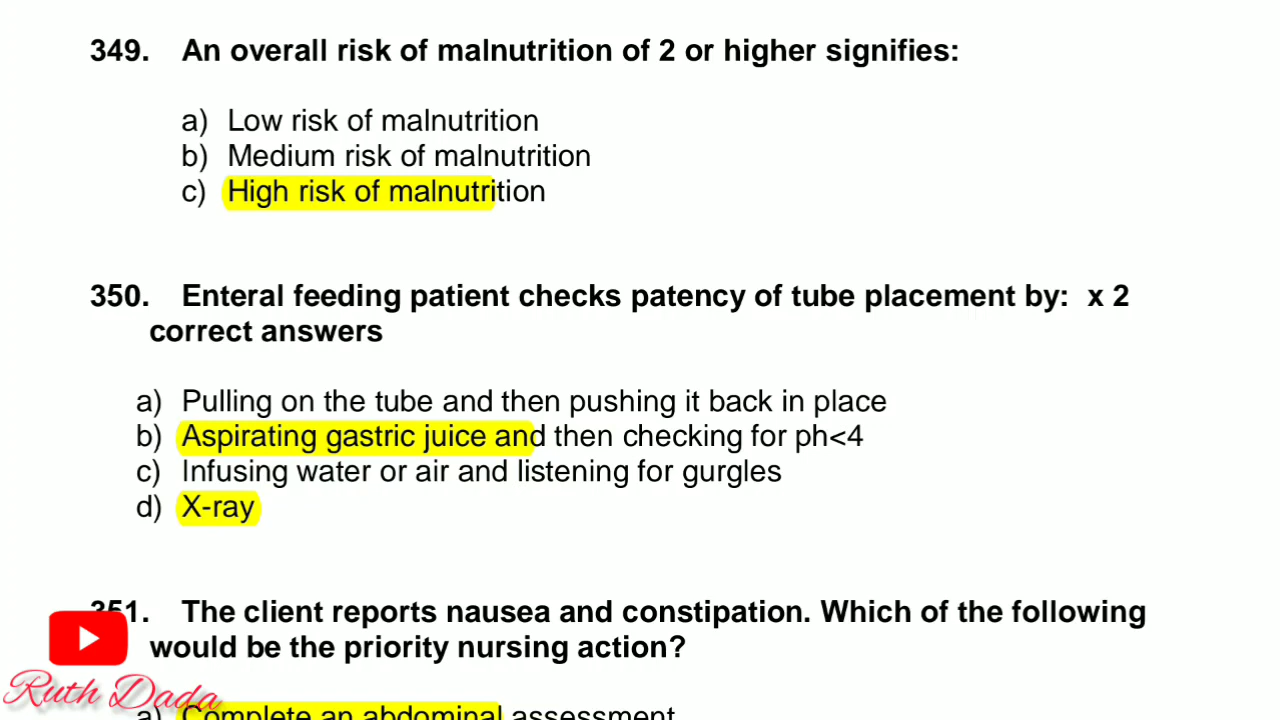 349. An overall risk of malnutrition of 2 or higher signifies:
a) Low risk of malnutrition
b) Medium risk of malnutrition
c) High risk of malnutrition
350. Enteral feeding patient checks patency of tube placement by: x 2
correct answers
a) Pulling on the tube and then pushing it back in place
b) Aspirating gastric juice and then checking for ph<4
c) Infusing water or air and listening for gurgles
d) X-ray
351. The client reports nausea and constipation. Which of the following
would be the priority nursing action?
Ruth Dada
a) Complete an abdominal assessment